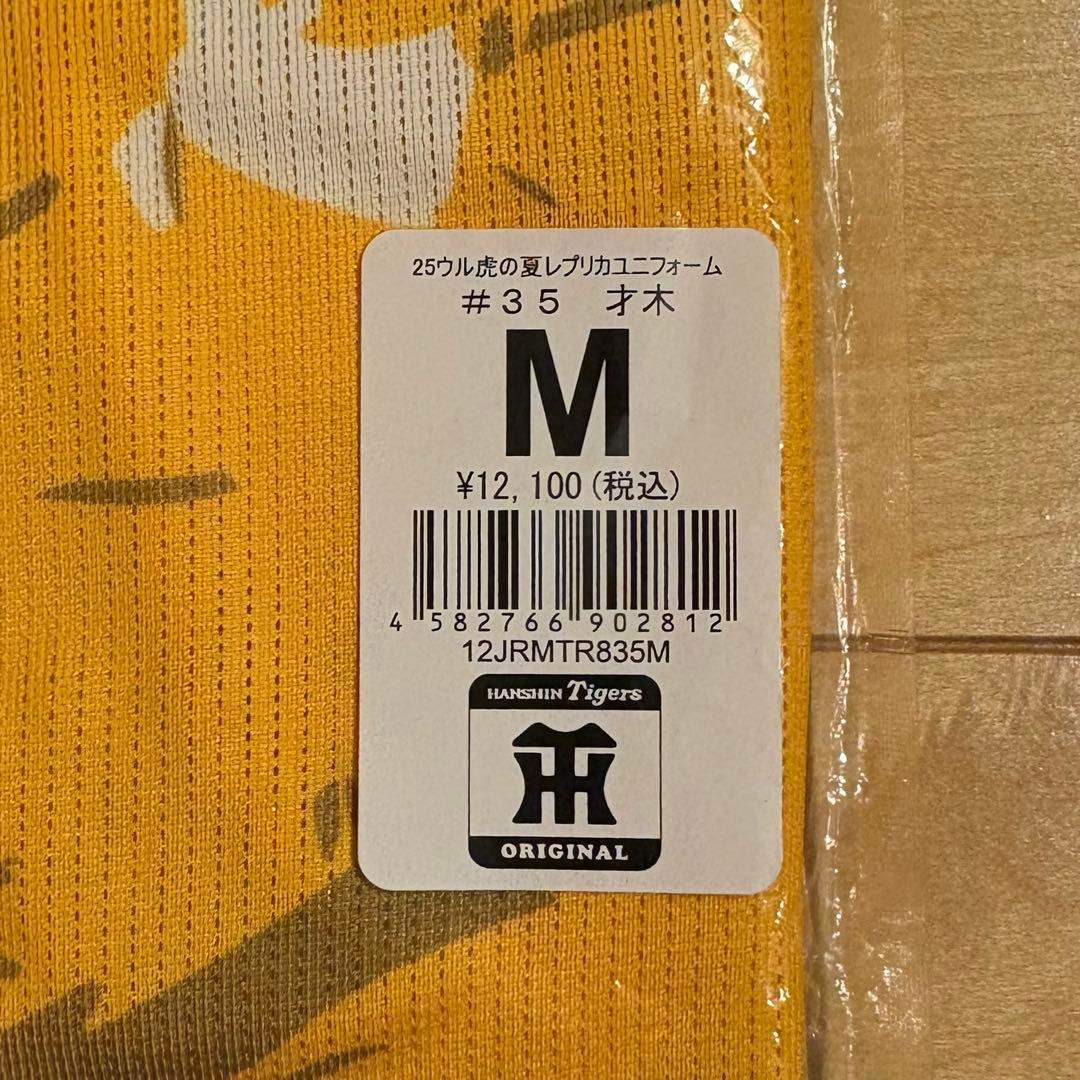 25ウル虎の夏レプリカユニフォーム
#35 才木
M
¥12,100(税込)
4 582766 902812
12JRMTR835M
HANSHIN Tigers
TH
ORIGINAL